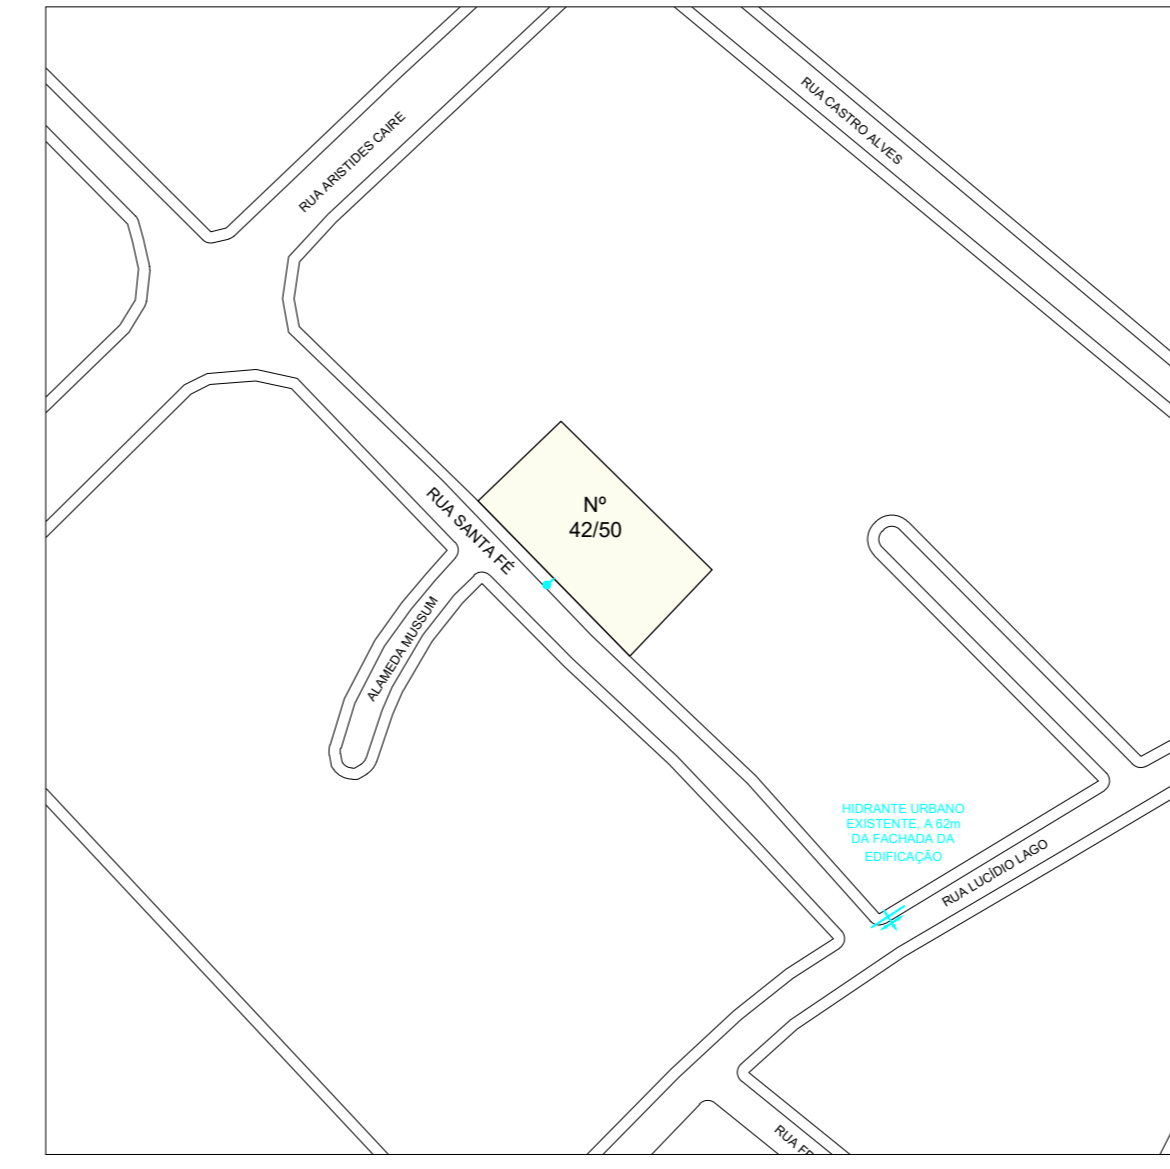 RUA CASTRO ALVES
RUA ARISTIDES CAIRE
Nº
42/50
RUA SANTA FÉ
ALAMEDA MUSSUM
HIDRANTE URBANO
EXISTENTE, A 62m
DA FACHADA DA
EDIFICAÇÃO
RUA LUCÍDIO LAGO
RUA